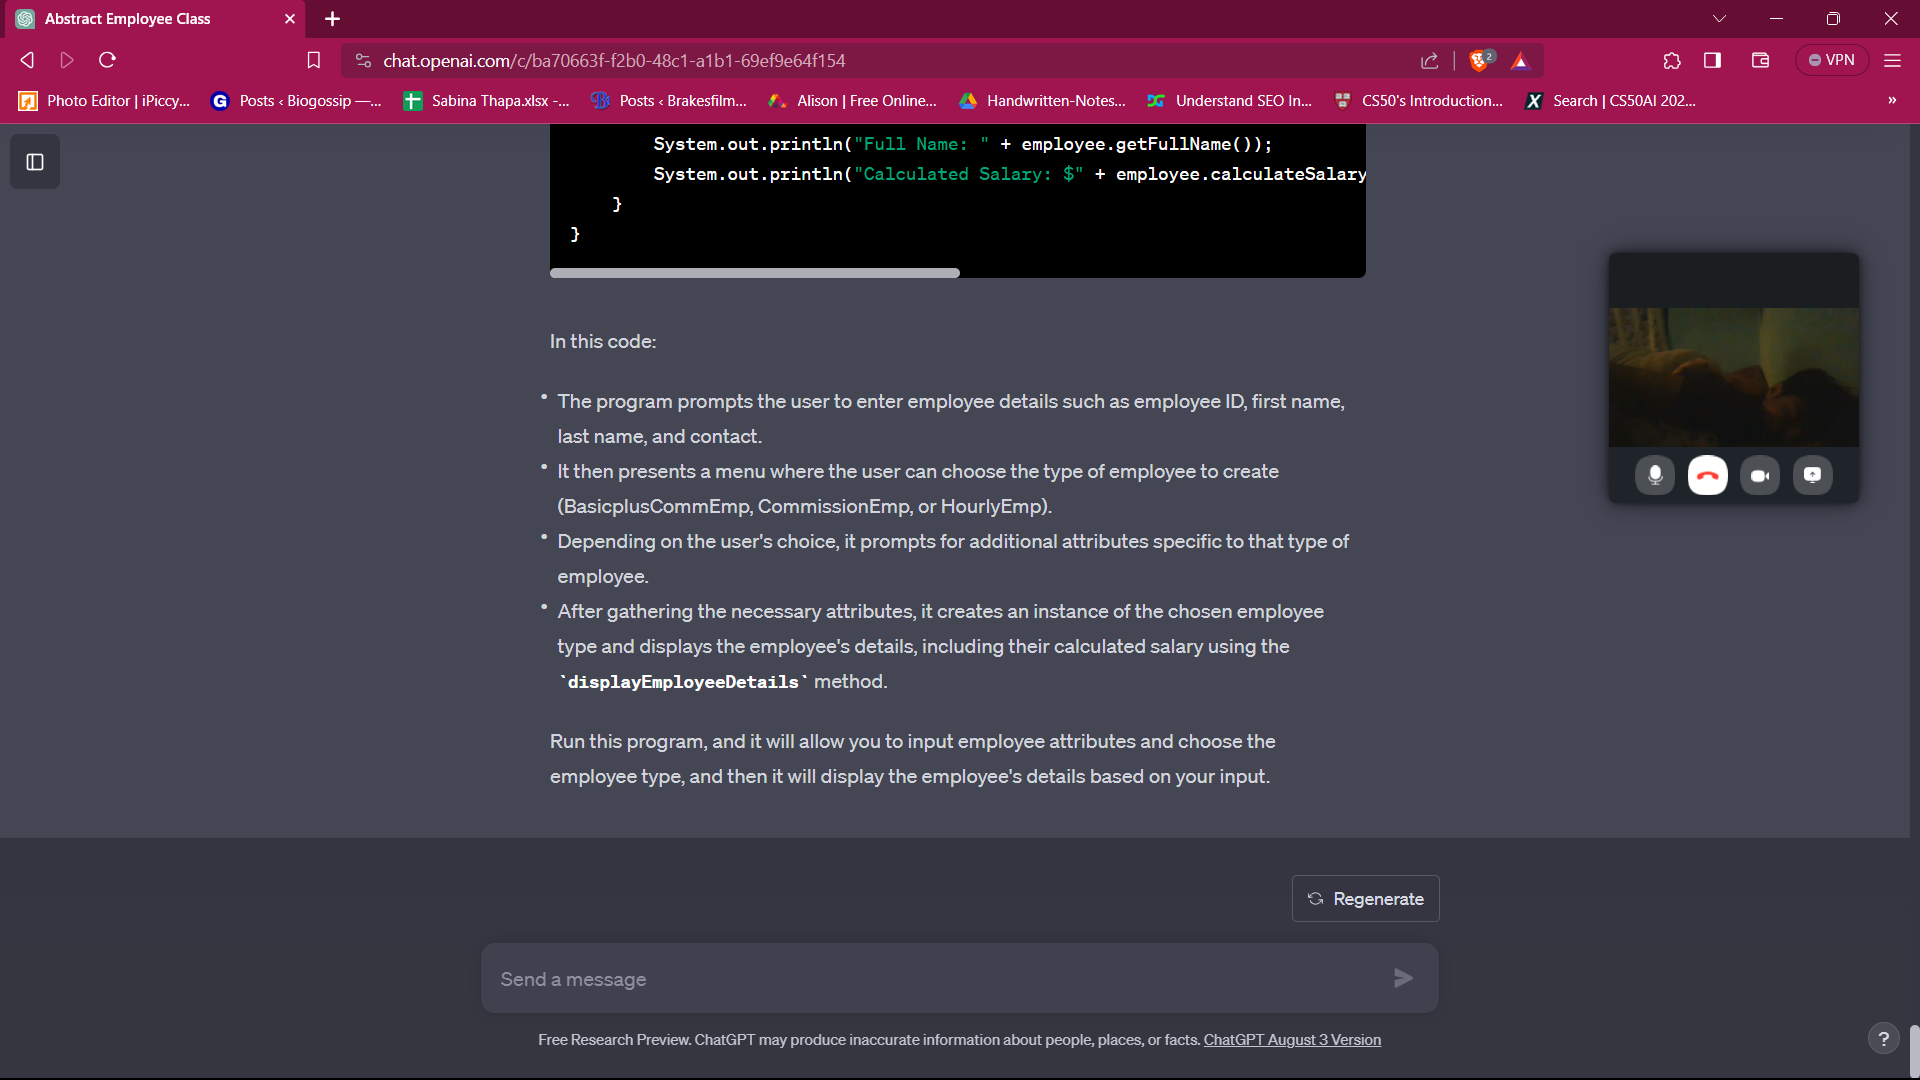 Abstract Employee Class
chat.openai.com/c/ba70663f-f2b0-48c1-a1b1-69ef9e64f154
2
VPN
Photo Editor | iPiccy...
Posts ‹ Biogossip —...
Sabina Thapa.xlsx -...
Posts ‹ Brakesfilm...
Alison | Free Online...
Handwritten-Notes...
Understand SEO In...
CS50's Introduction...
Search | CS50AI 202...
»
System.out.println("Full Name: " + employee.getFullName());
System.out.println("Calculated Salary: $" + employee.calculateSalary
}
}
In this code:
• The program prompts the user to enter employee details such as employee ID, first name,
last name, and contact.
• It then presents a menu where the user can choose the type of employee to create
(BasicplusCommEmp, CommissionEmp, or HourlyEmp).
• Depending on the user's choice, it prompts for additional attributes specific to that type of
employee.
• After gathering the necessary attributes, it creates an instance of the chosen employee
type and displays the employee's details, including their calculated salary using the
`displayEmployeeDetails` method.
Run this program, and it will allow you to input employee attributes and choose the
employee type, and then it will display the employee's details based on your input.
Regenerate
Send a message
Free Research Preview. ChatGPT may produce inaccurate information about people, places, or facts. ChatGPT August 3 Version
?